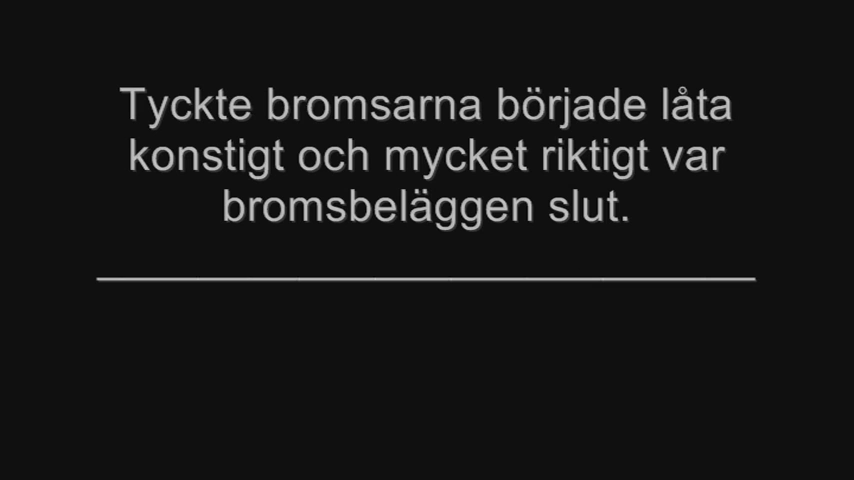 Tyckte bromsarna började låta
konstigt och mycket riktigt var
bromsbeläggen slut.